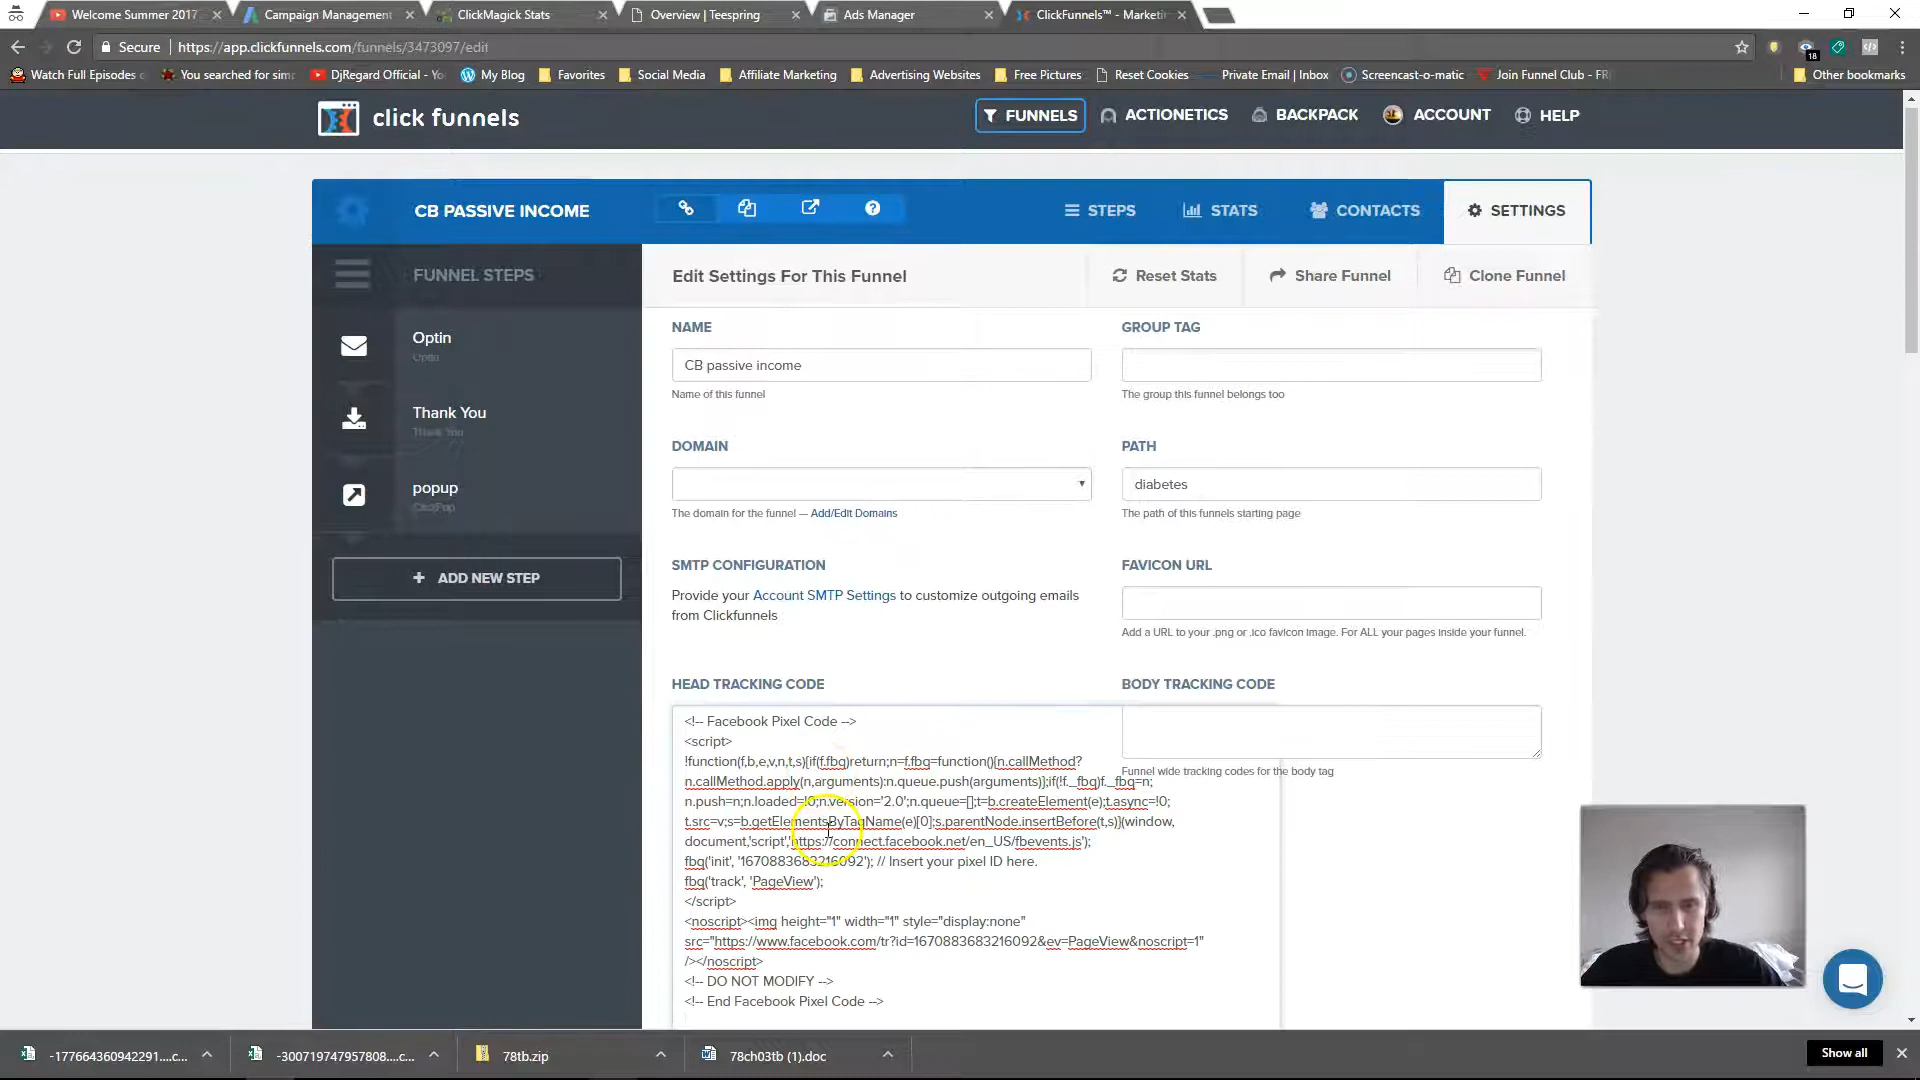 Welcome Summer 2017
Campaign Management
ClickMagick Stats
Overview | Teespring
Ads Manager
ClickFunnels™ - Marketi
Secure
https://app.clickfunnels.com/funnels/3473097/edit
18
Watch Full Episodes
You searched for sim
DjRegard Official - Yo
My Blog
Favorites
Social Media
Affiliate Marketing
Advertising Websites
Free Pictures
Reset Cookies
Private Email | Inbox
Screencast-o-matic
Join Funnel Club - FR
Other bookmarks
click funnels
FUNNELS
ACTIONETICS
BACKPACK
ACCOUNT
HELP
CB PASSIVE INCOME
STEPS
STATS
CONTACTS
SETTINGS
FUNNEL STEPS
Optin
Optin
Thank You
Thank You
popup
ClickPop
+ ADD NEW STEP
Edit Settings For This Funnel
Reset Stats
Share Funnel
Clone Funnel
NAME
CB passive income
Name of this funnel
GROUP TAG
The group this funnel belongs too
DOMAIN
The domain for the funnel — Add/Edit Domains
PATH
diabetes
The path of this funnels starting page
SMTP CONFIGURATION
Provide your Account SMTP Settings to customize outgoing emails
from Clickfunnels
FAVICON URL
Add a URL to your .png or .ico favicon image. For ALL your pages inside your funnel.
HEAD TRACKING CODE
<!-- Facebook Pixel Code -->
<script>
!function(f,b,e,v,n,t,s){if(f.fbq)return;n=f.fbq=function(){n.callMethod?
n.callMethod.apply(n,arguments):n.queue.push(arguments)};if(!f._fbq)f._fbq=n;
n.push=n;n.loaded=!0;n.version='2.0';n.queue=[];t=b.createElement(e);t.async=!0;
t.src=v;s=b.getElementsByTagName(e)[0];s.parentNode.insertBefore(t,s)}(window,
document,'script','https://connect.facebook.net/en_US/fbevents.js');
fbq('init', '1670883683216092'); // Insert your pixel ID here.
fbq('track', 'PageView');
</script>
<noscript><img height="1" width="1" style="display:none"
src="https://www.facebook.com/tr?id=1670883683216092&ev=PageView&noscript=1"
/></noscript>
<!-- DO NOT MODIFY -->
<!-- End Facebook Pixel Code -->
BODY TRACKING CODE
Funnel wide tracking codes for the body tag
-177664360942291....c...
-300719747957808....c...
78tb.zip
78ch03tb (1).doc
Show all